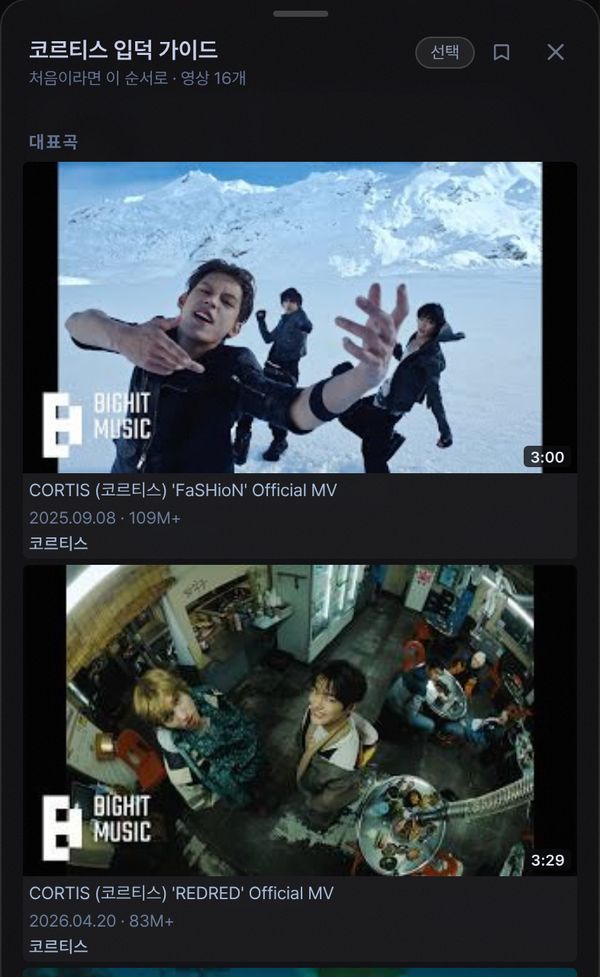 코르티스 입덕 가이드
선택
처음이라면 이 순서로 · 영상 16개
대표곡
BIGHIT
MUSIC
3:00
CORTIS (코르티스) 'FaSHioN' Official MV
2025.09.08 · 109M+
코르티스
BIGHIT
MUSIC
3:29
CORTIS (코르티스) 'REDRED' Official MV
2026.04.20 · 83M+
코르티스